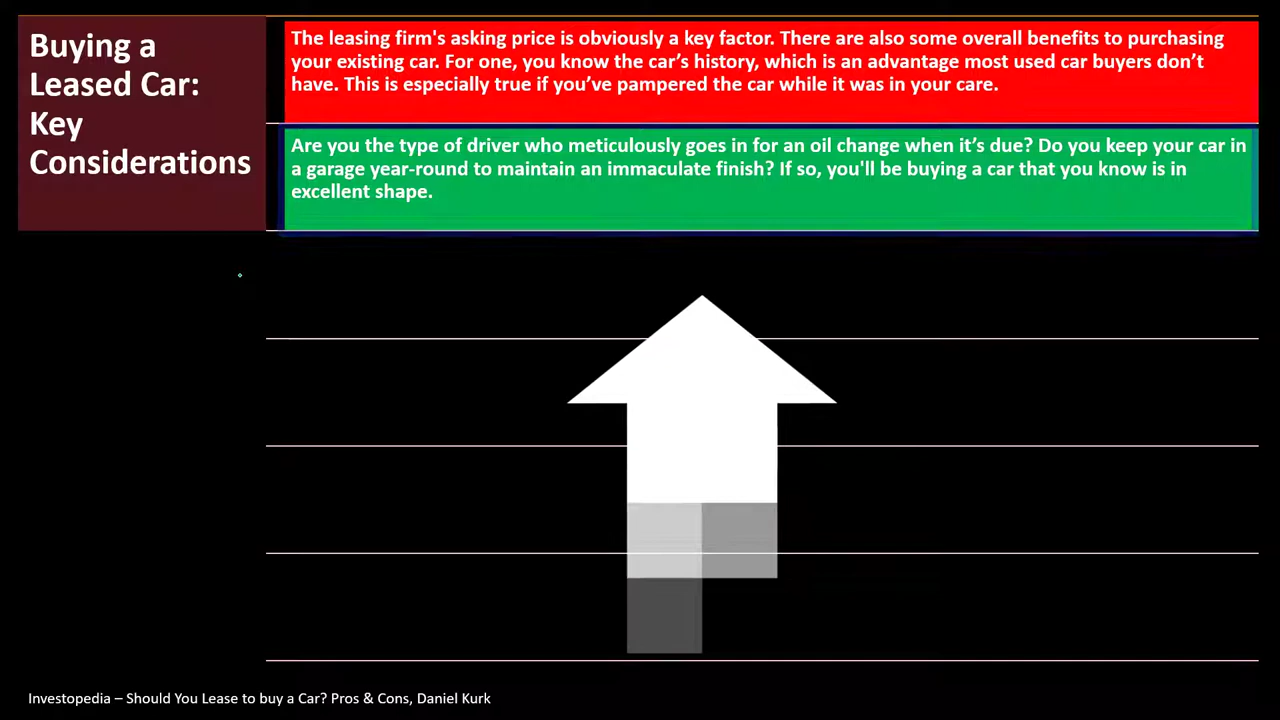 Buying a
Leased Car:
Key
Considerations
The leasing firm's asking price is obviously a key factor. There are also some overall benefits to purchasing
your existing car. For one, you know the car’s history, which is an advantage most used car buyers don’t
have. This is especially true if you’ve pampered the car while it was in your care.
Are you the type of driver who meticulously goes in for an oil change when it’s due? Do you keep your car in
a garage year-round to maintain an immaculate finish? If so, you'll be buying a car that you know is in
excellent shape.
Investopedia – Should You Lease to buy a Car? Pros & Cons, Daniel Kurk